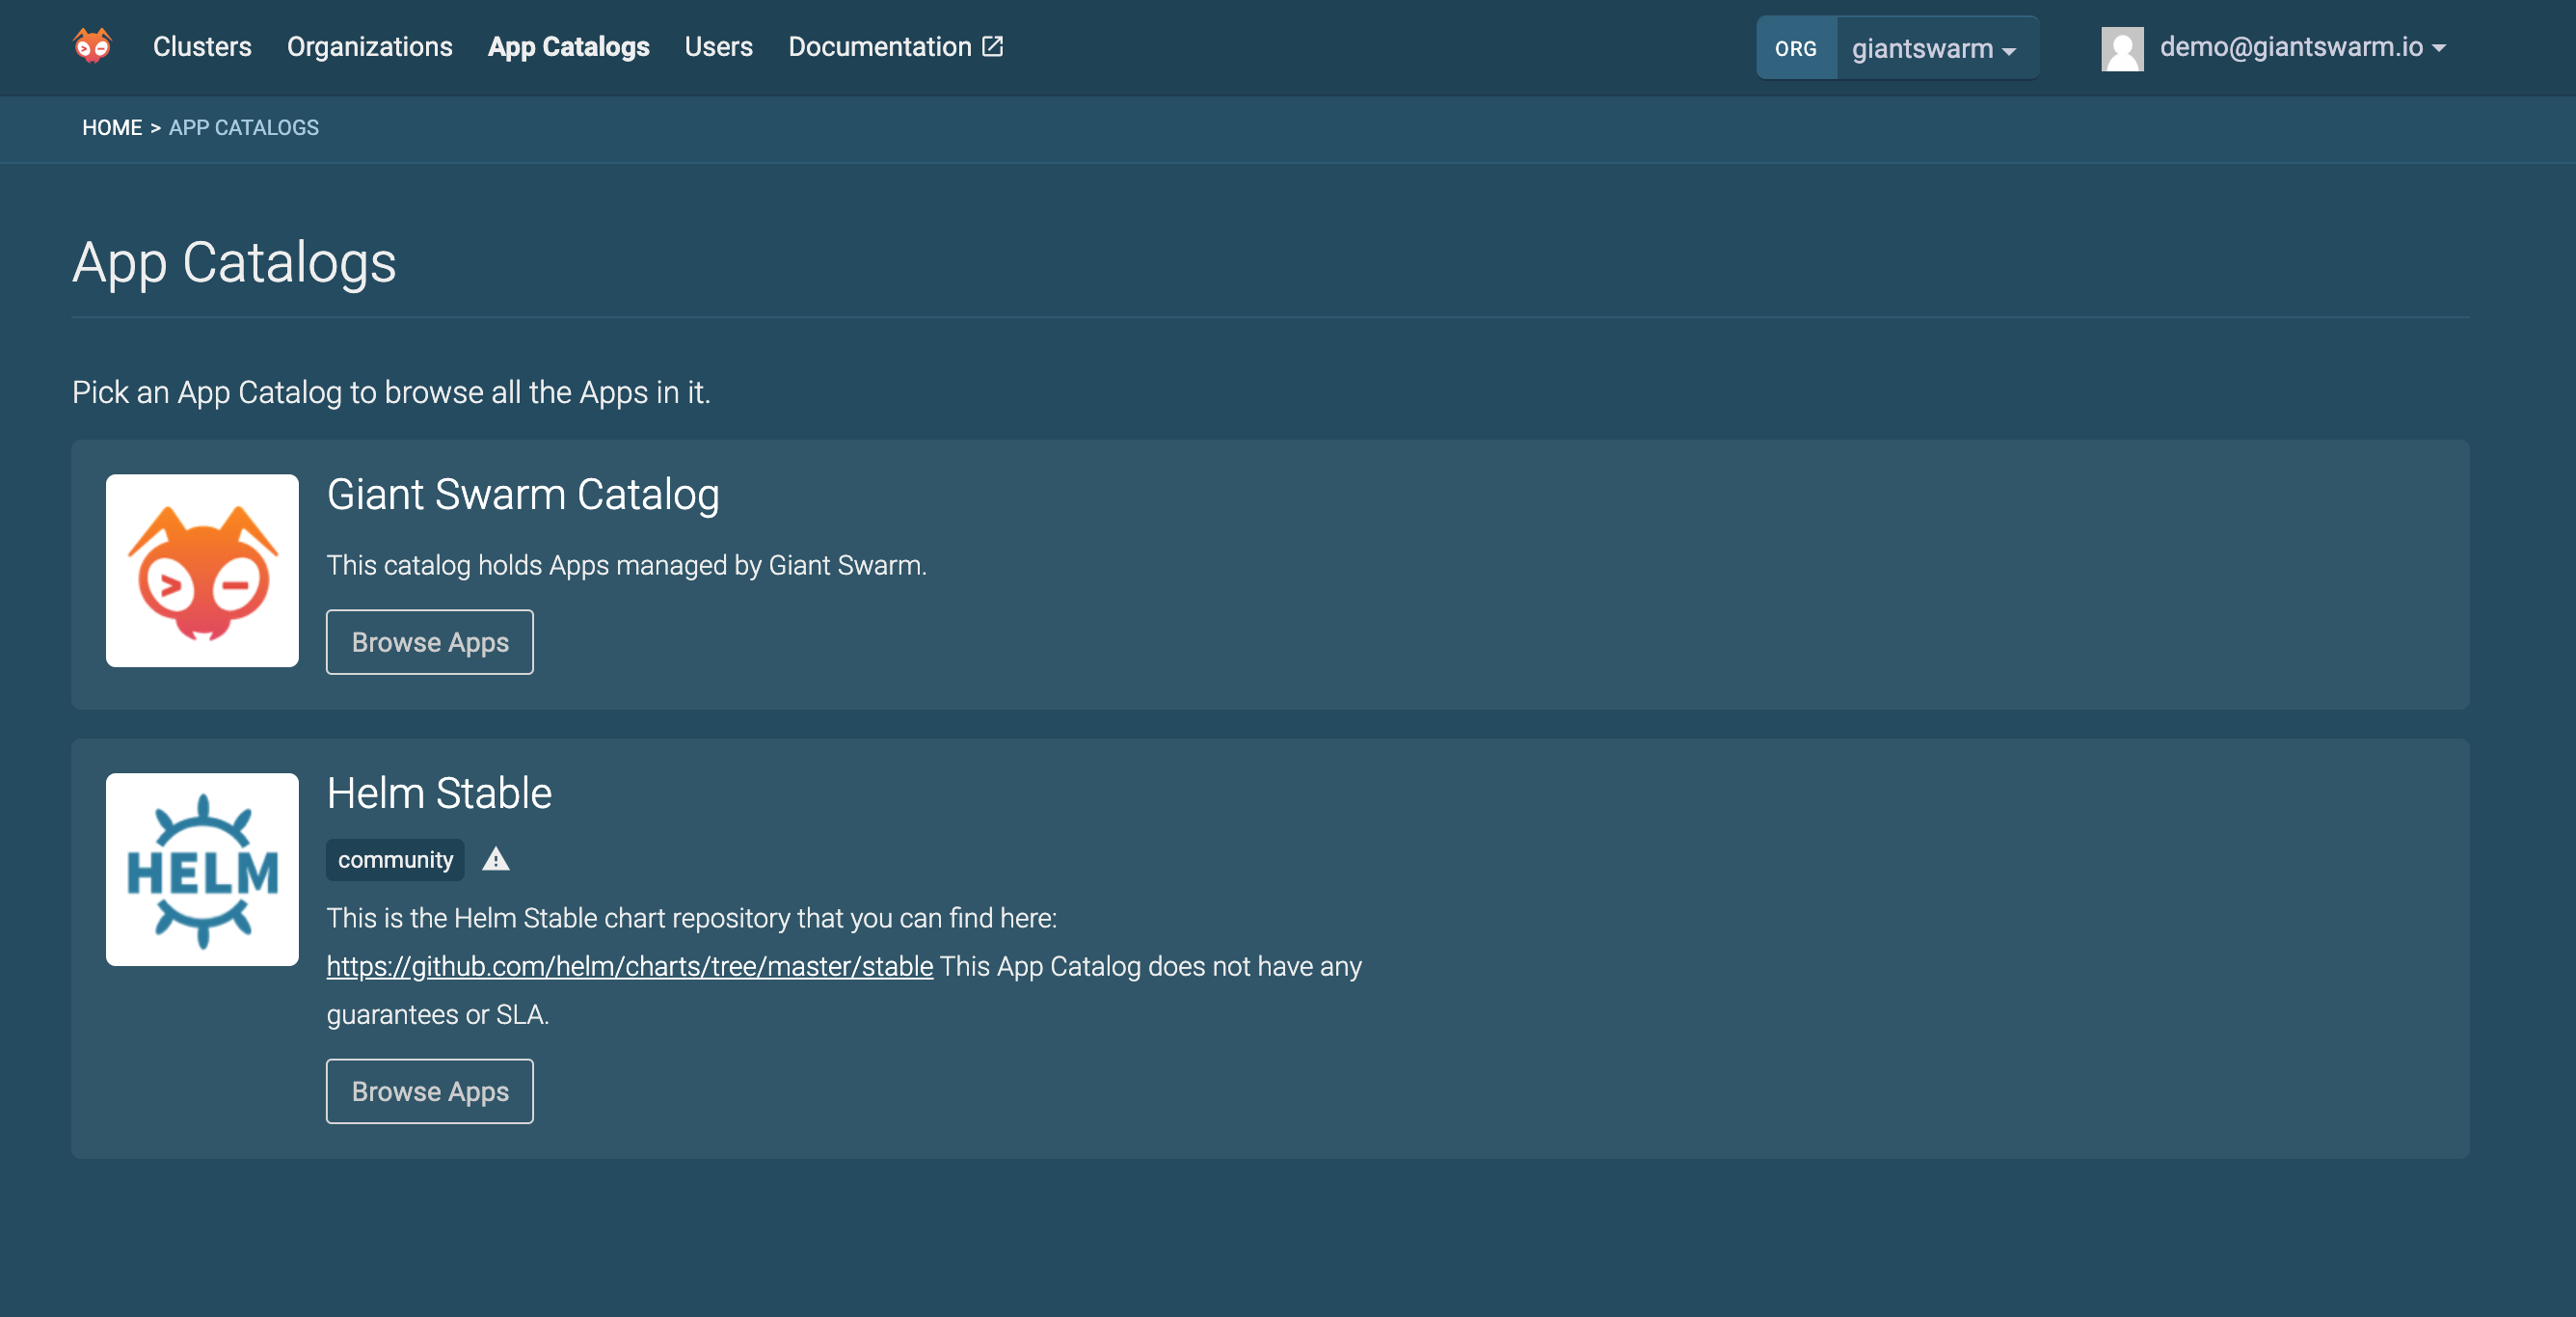 Clusters Organizations App Catalogs Users Documentation ORG giantswarm demo@giantswarm.io
HOME > APP CATALOGS
App Catalogs
Pick an App Catalog to browse all the Apps in it.
Giant Swarm Catalog
This catalog holds Apps managed by Giant Swarm.
Browse Apps
HELM
Helm Stable
community
This is the Helm Stable chart repository that you can find here:
https://github.com/helm/charts/tree/master/stable This App Catalog does not have any
guarantees or SLA.
Browse Apps